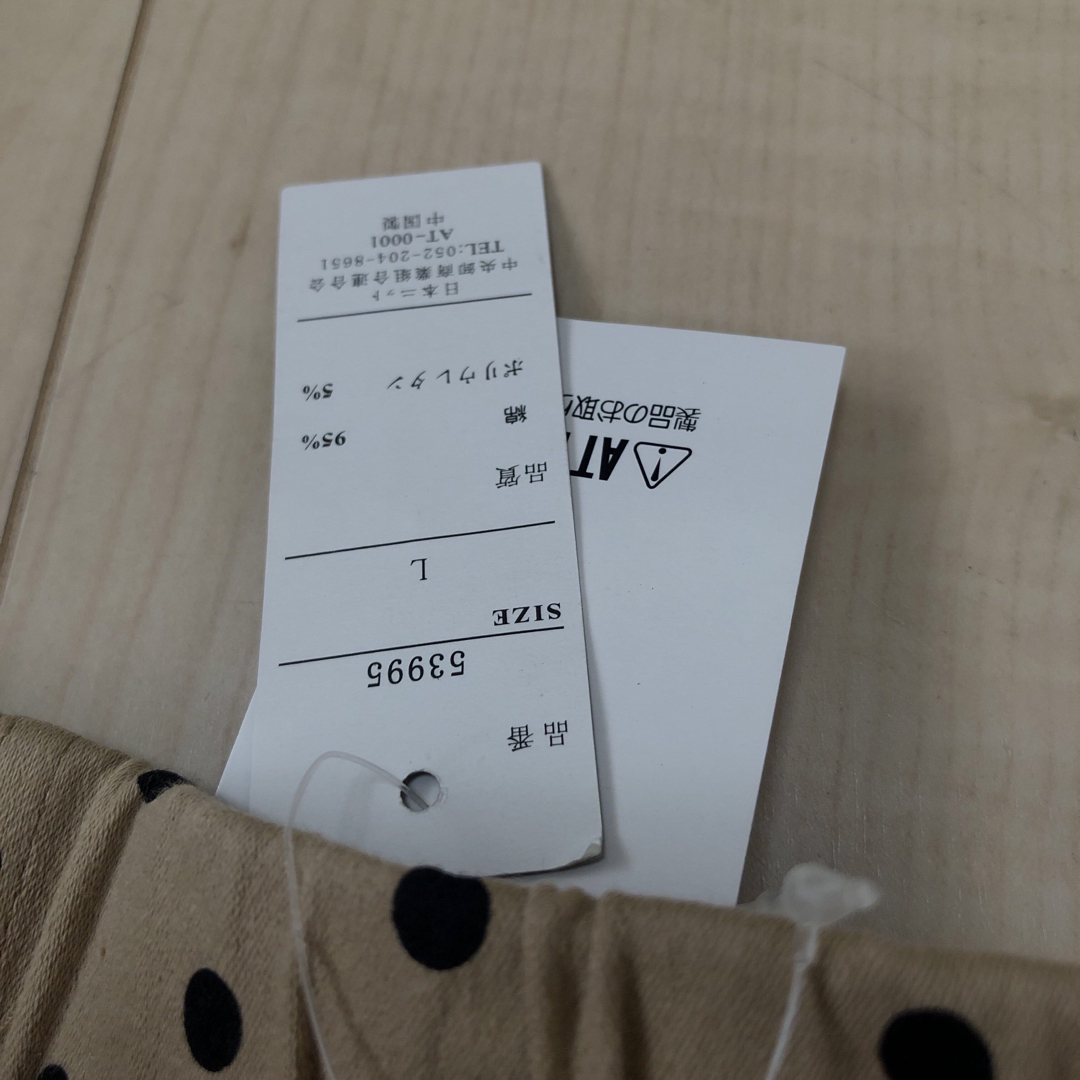 品番
53995
SIZE
L
品質
綿 95%
ポリウレタン 5%
日本ニット
中央卸商業組合連合会
TEL:052-204-8651
AT-0001
中国製
AT
製品のお取